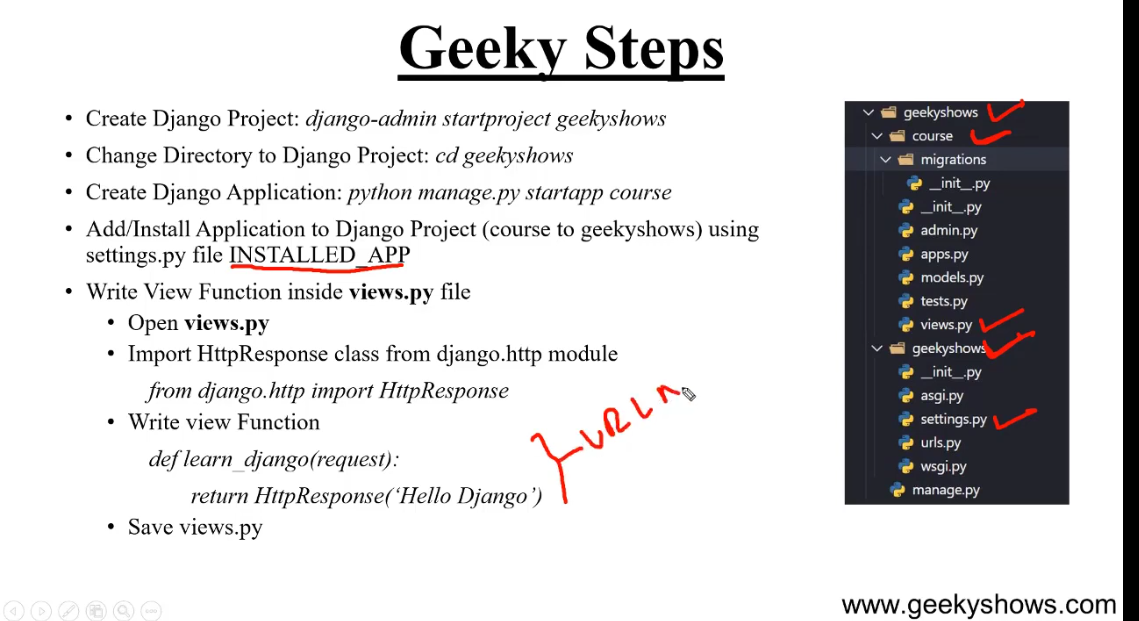 Geeky Steps
• Create Django Project: django-admin startproject geekyshows
• Change Directory to Django Project: cd geekyshows
• Create Django Application: python manage.py startapp course
• Add/Install Application to Django Project (course to geekyshows) using
settings.py file INSTALLED_APP
• Write View Function inside views.py file
• Open views.py
• Import HttpResponse class from django.http module
from django.http import HttpResponse
• Write view Function
def learn_django(request):
return HttpResponse(‘Hello Django’)
• Save views.py
URL
geekyshows
course
migrations
__init__.py
__init__.py
admin.py
apps.py
models.py
tests.py
views.py
geekyshows
__init__.py
asgi.py
settings.py
urls.py
wsgi.py
manage.py
www.geekyshows.com